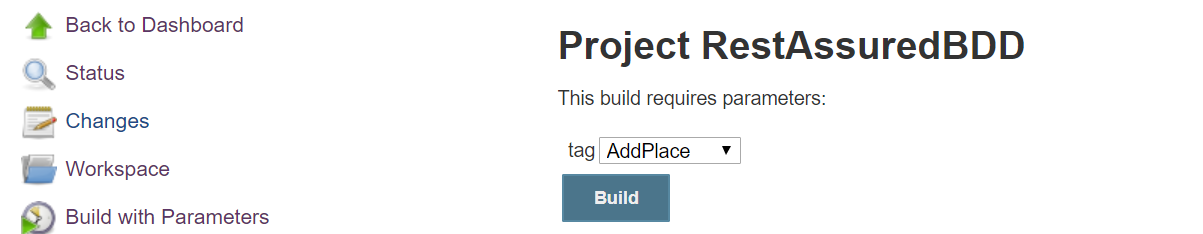 Back to Dashboard
Status
Changes
Workspace
Build with Parameters
Project RestAssuredBDD
This build requires parameters:
tag AddPlace
Build